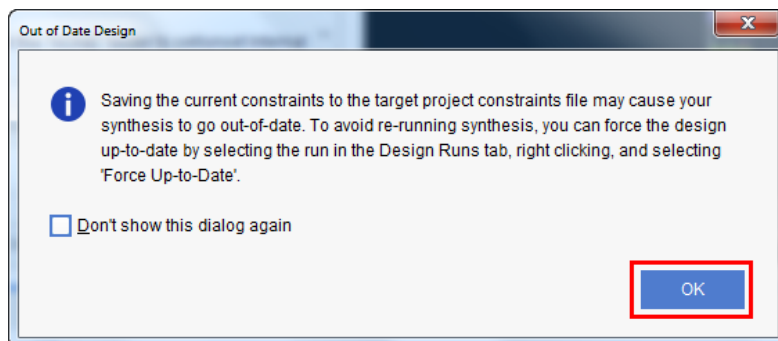 Out of Date Design
Saving the current constraints to the target project constraints file may cause your
synthesis to go out-of-date. To avoid re-running synthesis, you can force the design
up-to-date by selecting the run in the Design Runs tab, right clicking, and selecting
'Force Up-to-Date'.
Don't show this dialog again
OK